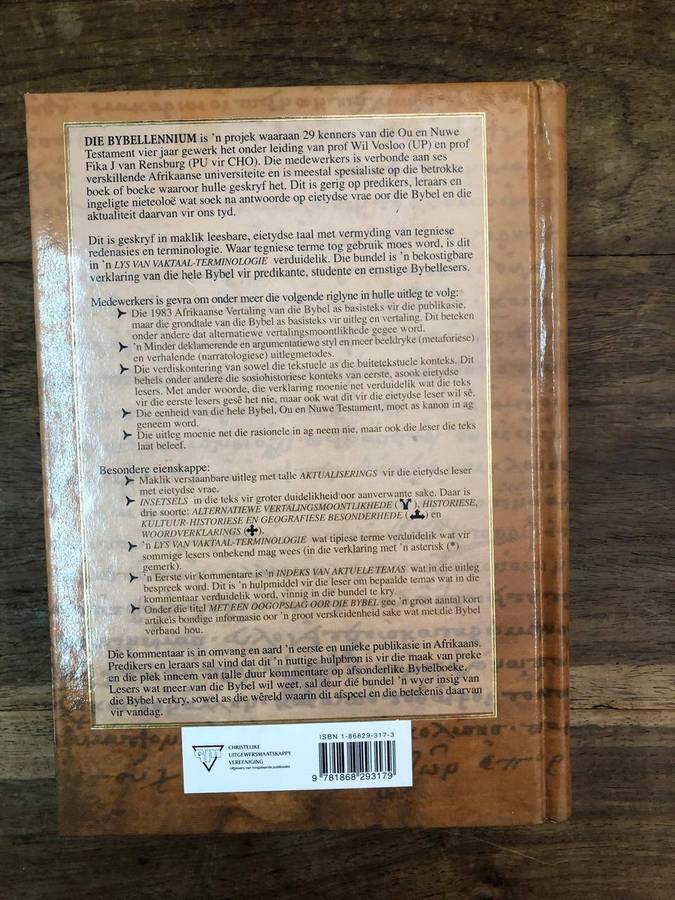 DIE BYBELLENNIUM is 'n projek waaraan 29 kenners van die Ou en Nuwe
Testament vier jaar gewerk het onder leiding van prof Wil Vosloo (UP) en prof
Fika J van Rensburg (PU vir CHO). Die medewerkers is verbonde aan ses
verskillende Afrikaanse universiteite en is meestal spesialiste op die betrokke
boek of boeke waaroor hulle geskryf het. Dit is gerig op predikers, leraars en
ingeligte nieteoloë wat soek na antwoorde op eietydse vrae oor die Bybel en die
aktualiteit daarvan vir ons tyd.
Dit is geskryf in maklik leesbare, eietydse taal met vermyding van tegniese
redenasies en terminologie. Waar tegniese terme tog gebruik moes word, is dit
in 'n LYS VAN VAKTAAL-TERMINOLOGIE verduidelik. Die bundel is 'n bekostigbare
verklaring van die hele Bybel vir predikante, studente en ernstige Bybellesers.
Medewerkers is gevra om onder meer die volgende riglyne in hulle uitleg te volg:
Die 1983 Afrikaanse Vertaling van die Bybel as basisteks vir die publikasie,
maar die grondtale van die Bybel as basisteks vir uitleg en vertaling. Dit beteken
onder andere dat alternatiewe vertalingsmoontlikhede gegee word.
'n Minder deklamerende en argumentatiewe styl en meer beeldryke (metaforiese)
en verhalende (narratologiese) uitlegmetodes.
Die verdiskontering van sowel die tekstuele as die buitetekstuele konteks. Dit
behels onder andere die sosiohistoriese konteks van eerste, asook eietydse
lesers. Met ander woorde, die verklaring moenie net verduidelik wat die teks
vir die eerste lesers gesê het nie, maar ook wat dit vir die eietydse leser wil sê.
Die eenheid van die hele Bybel, Ou en Nuwe Testament, moet as kanon in ag
geneem word.
Die uitleg moenie net die rasionele in ag neem nie, maar ook die leser die teks
laat beleef.
Besondere eienskappe:
Maklik verstaanbare uitleg met talle AKTUALISERINGS vir die eietydse leser
met eietydse vrae.
INSETSELS in die teks vir groter duidelikheid oor aanverwante sake. Daar is
drie soorte: ALTERNATIEWE VERTALINGSMOONTLIKHEDE ( ), HISTORIESE,
KULTUUR-HISTORIESE EN GEOGRAFIESE BESONDERHEDE ( ) en
WOORDVERKLARINGS ( ).
'n LYS VAN VAKTAAL-TERMINOLOGIE wat tipiese terme verduidelik wat vir
sommige lesers onbekend mag wees (in die verklaring met 'n asterisk (*)
gemerk).
'n Eerste vir kommentare is 'n INDEKS VAN AKTUELE TEMAS wat in die uitleg
bespreek word. Dit is 'n hulpmiddel vir die leser om bepaalde temas wat in die
kommentaar verduidelik word, vinnig in die bundel te kry.
Onder die titel MET EEN OOGOPSLAG OOR DIE BYBEL gee 'n groot aantal kort
artikels bondige informasie oor 'n groot verskeidenheid sake wat met die Bybel
verband hou.
Die kommentaar is in omvang en aard 'n eerste en unieke publikasie in Afrikaans.
Predikers en leraars sal vind dat dit 'n nuttige hulpbron is vir die maak van preke
en die plek inneem van talle duur kommentare op afsonderlike Bybelboeke.
Lesers wat meer van die Bybel wil weet, sal deur dié bundel 'n wyer insig van
die Bybel verkry, sowel as die wêreld waarin dit afspeel en die betekenis daarvan
vir vandag.
CHRISTELIKE
UITGEWERSMAATSKAPPY
VEREENIGING
Uitgewers van hoogstaande publikasies
ISBN 1-86829-317-3
9 781868 293179